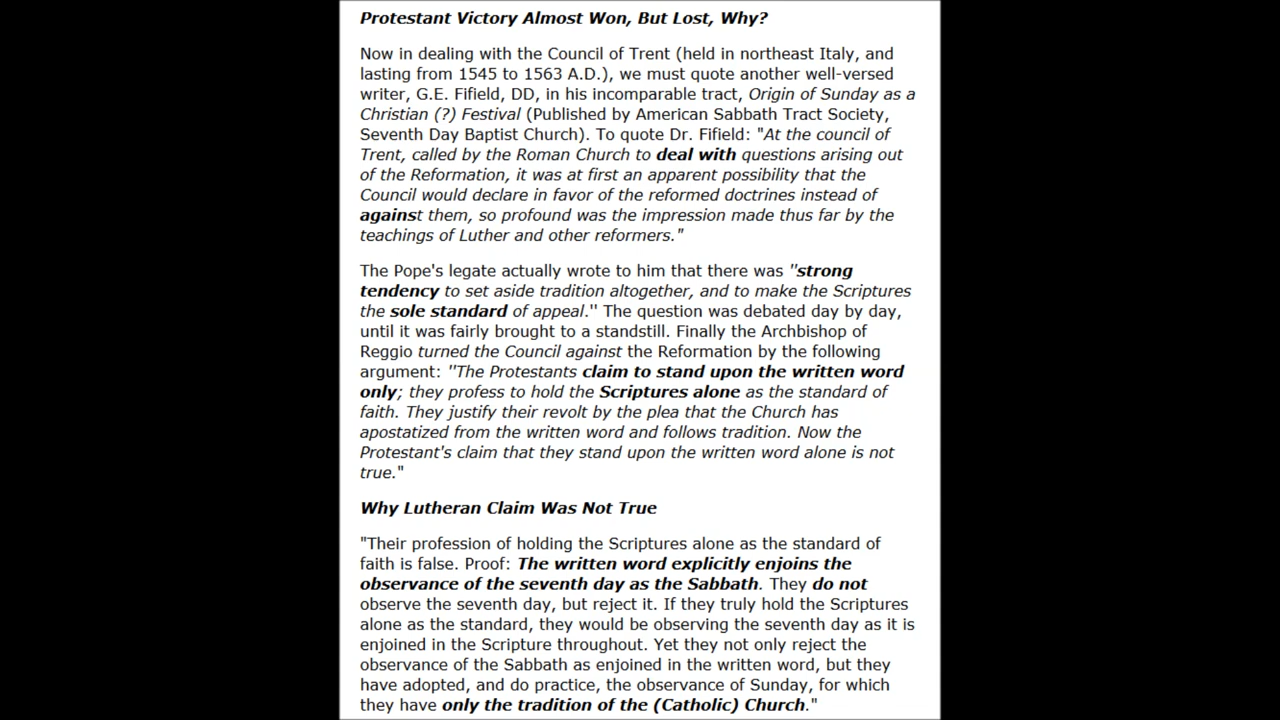 Protestant Victory Almost Won, But Lost, Why?
Now in dealing with the Council of Trent (held in northeast Italy, and
lasting from 1545 to 1563 A.D.), we must quote another well-versed
writer, G.E. Fifield, DD, in his incomparable tract, Origin of Sunday as a
Christian (?) Festival (Published by American Sabbath Tract Society,
Seventh Day Baptist Church). To quote Dr. Fifield: "At the council of
Trent, called by the Roman Church to deal with questions arising out
of the Reformation, it was at first an apparent possibility that the
Council would declare in favor of the reformed doctrines instead of
against them, so profound was the impression made thus far by the
teachings of Luther and other reformers."
The Pope's legate actually wrote to him that there was "strong
tendency to set aside tradition altogether, and to make the Scriptures
the sole standard of appeal." The question was debated day by day,
until it was fairly brought to a standstill. Finally the Archbishop of
Reggio turned the Council against the Reformation by the following
argument: "The Protestants claim to stand upon the written word
only; they profess to hold the Scriptures alone as the standard of
faith. They justify their revolt by the plea that the Church has
apostatized from the written word and follows tradition. Now the
Protestant's claim that they stand upon the written word alone is not
true."
Why Lutheran Claim Was Not True
"Their profession of holding the Scriptures alone as the standard of
faith is false. Proof: The written word explicitly enjoins the
observance of the seventh day as the Sabbath. They do not
observe the seventh day, but reject it. If they truly hold the Scriptures
alone as the standard, they would be observing the seventh day as it is
enjoined in the Scripture throughout. Yet they not only reject the
observance of the Sabbath as enjoined in the written word, but they
have adopted, and do practice, the observance of Sunday, for which
they have only the tradition of the (Catholic) Church."